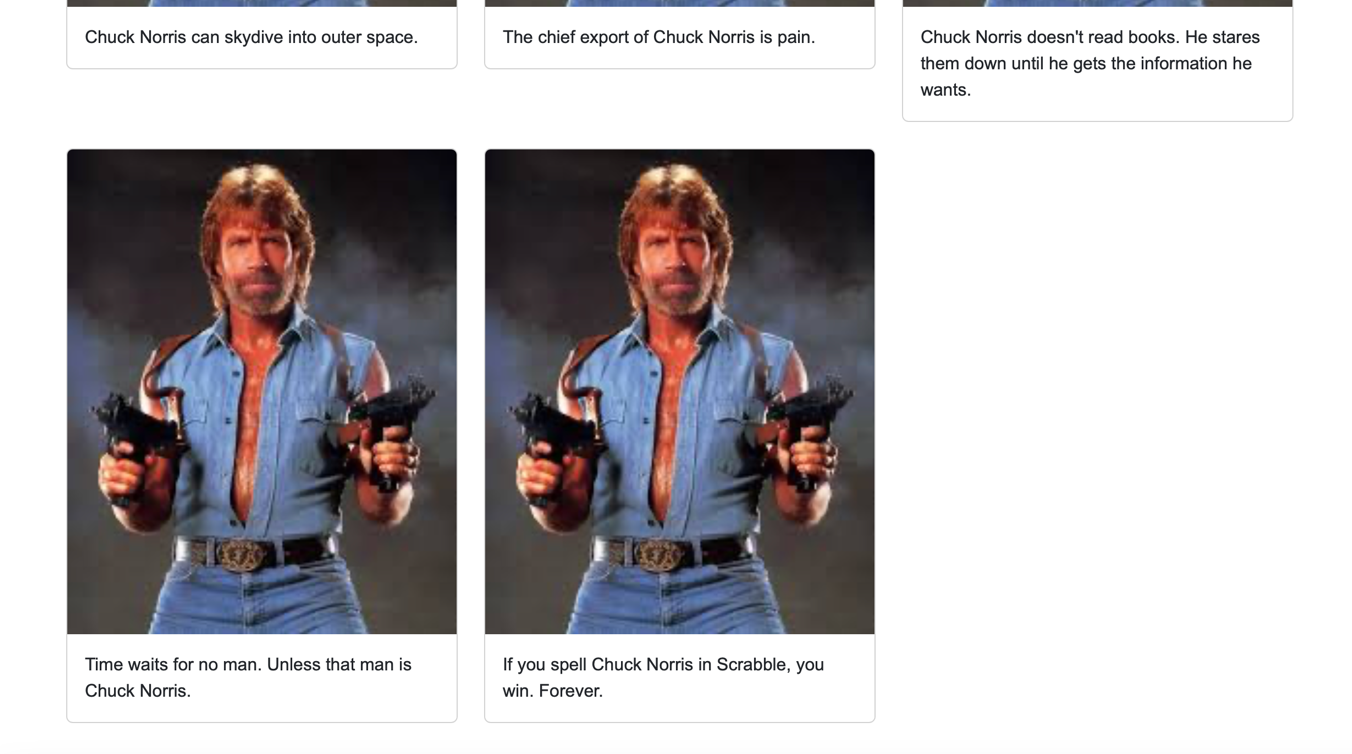 Chuck Norris can skydive into outer space.
The chief export of Chuck Norris is pain.
Chuck Norris doesn't read books. He stares
them down until he gets the information he
wants.
Time waits for no man. Unless that man is
Chuck Norris.
If you spell Chuck Norris in Scrabble, you
win. Forever.